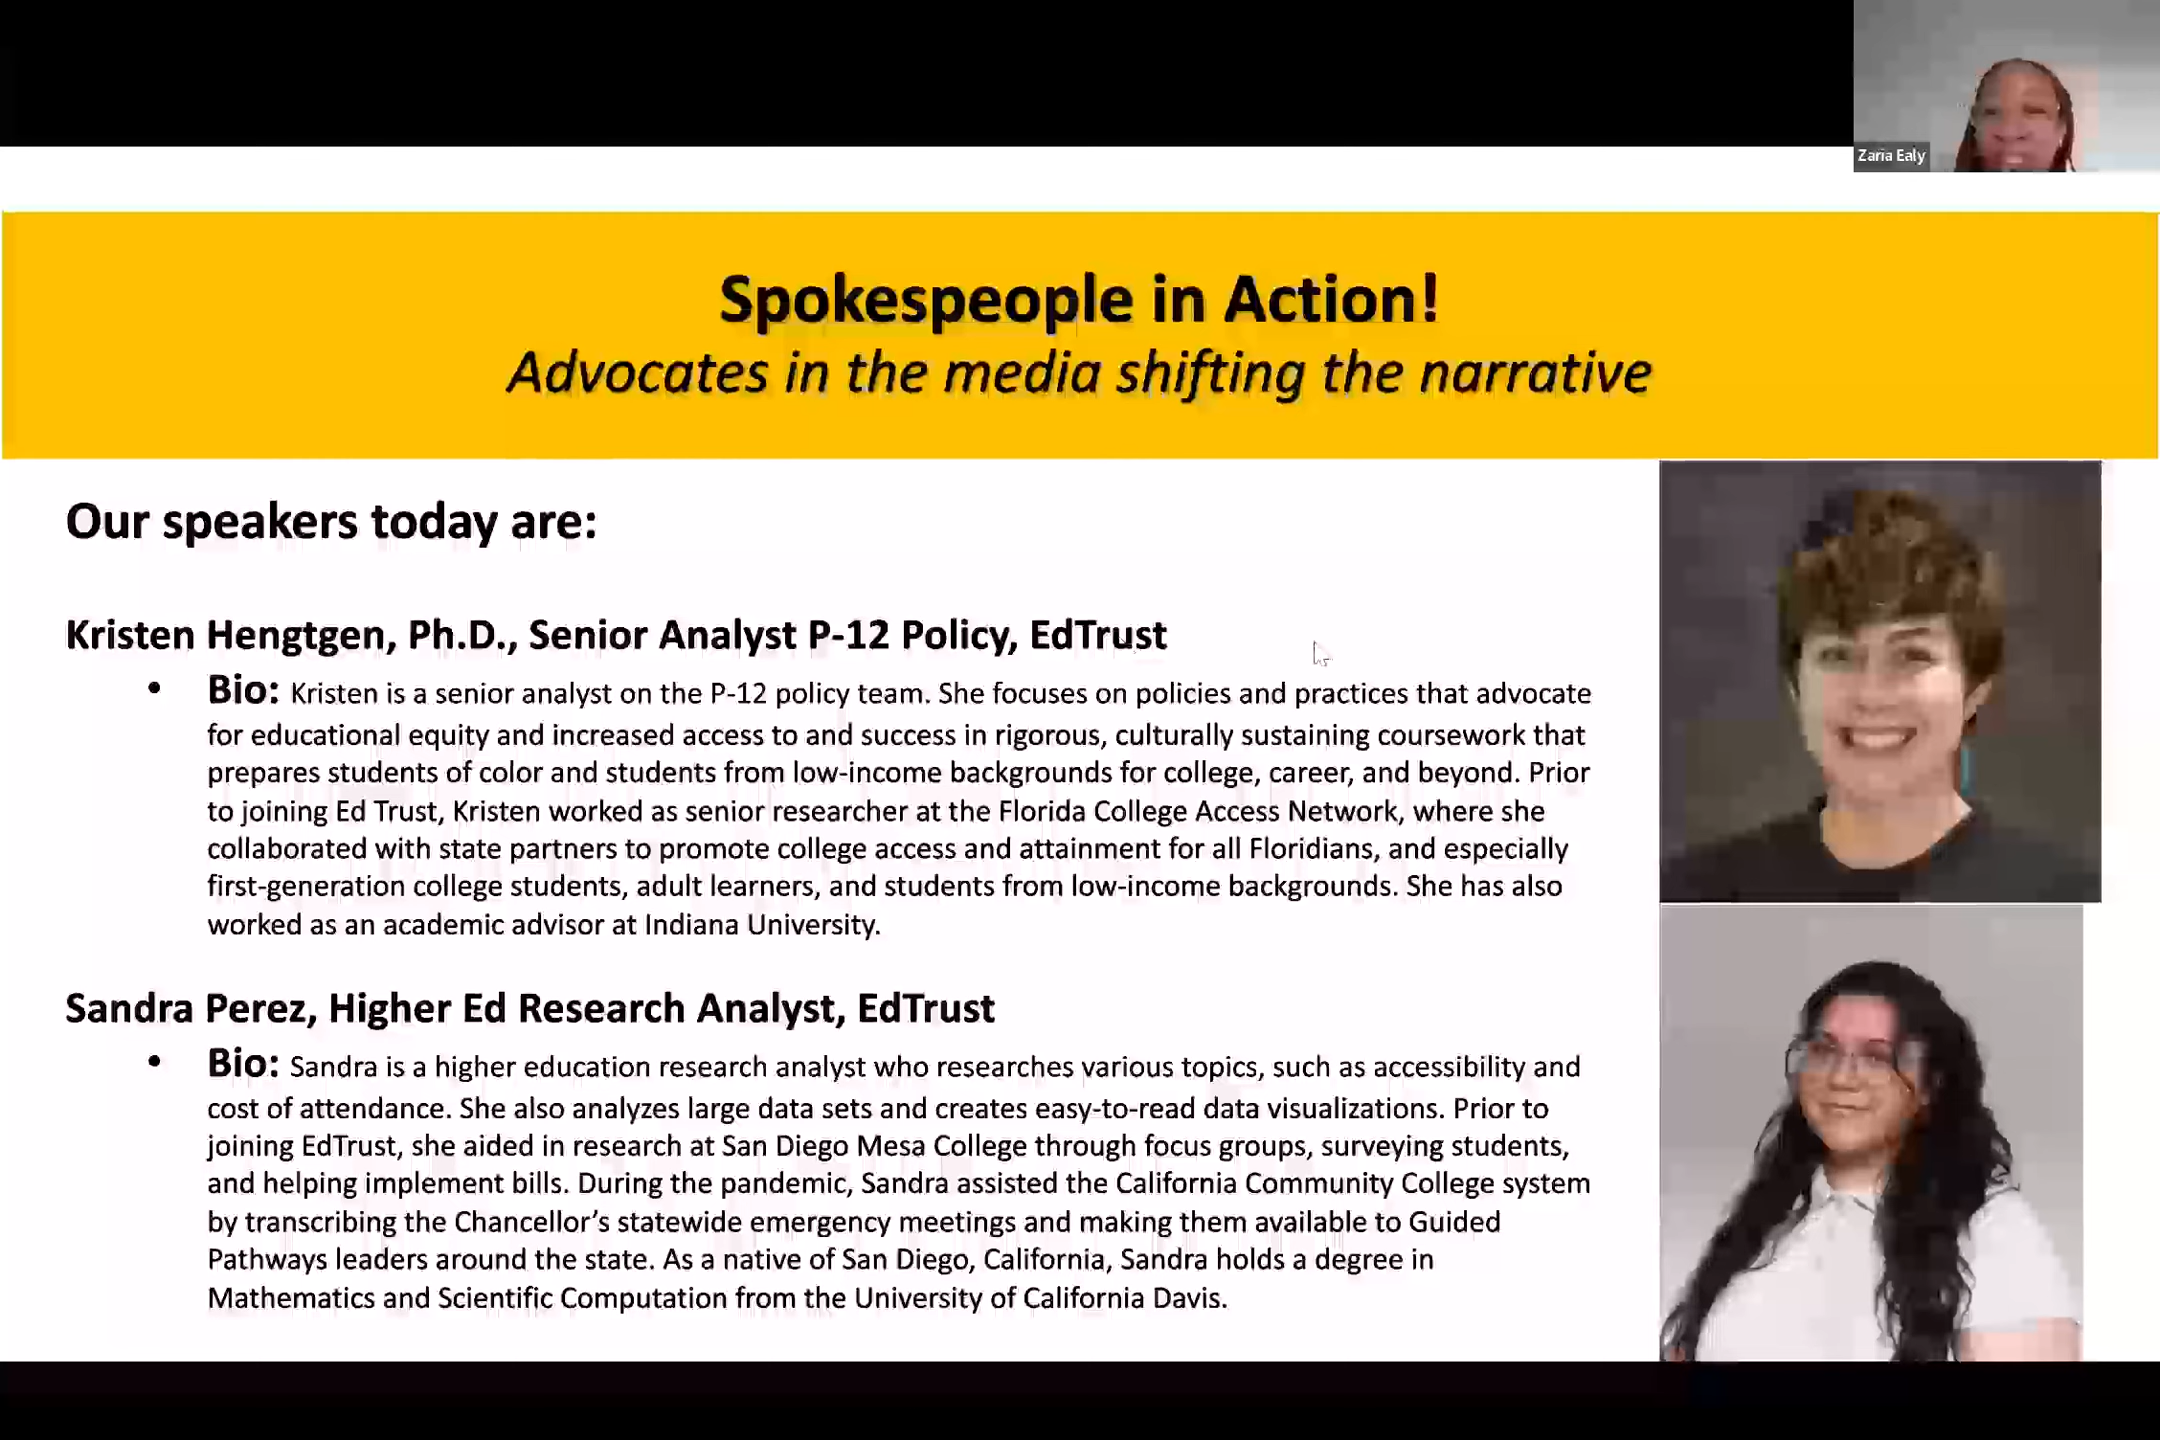 Zaria Ealy
Spokespeople in Action!
Advocates in the media shifting the narrative
Our speakers today are:
Kristen Hengtgen, Ph.D., Senior Analyst P-12 Policy, EdTrust
• Bio: Kristen is a senior analyst on the P-12 policy team. She focuses on policies and practices that advocate
for educational equity and increased access to and success in rigorous, culturally sustaining coursework that
prepares students of color and students from low-income backgrounds for college, career, and beyond. Prior
to joining Ed Trust, Kristen worked as senior researcher at the Florida College Access Network, where she
collaborated with state partners to promote college access and attainment for all Floridians, and especially
first-generation college students, adult learners, and students from low-income backgrounds. She has also
worked as an academic advisor at Indiana University.
Sandra Perez, Higher Ed Research Analyst, EdTrust
• Bio: Sandra is a higher education research analyst who researches various topics, such as accessibility and
cost of attendance. She also analyzes large data sets and creates easy-to-read data visualizations. Prior to
joining EdTrust, she aided in research at San Diego Mesa College through focus groups, surveying students,
and helping implement bills. During the pandemic, Sandra assisted the California Community College system
by transcribing the Chancellor’s statewide emergency meetings and making them available to Guided
Pathways leaders around the state. As a native of San Diego, California, Sandra holds a degree in
Mathematics and Scientific Computation from the University of California Davis.